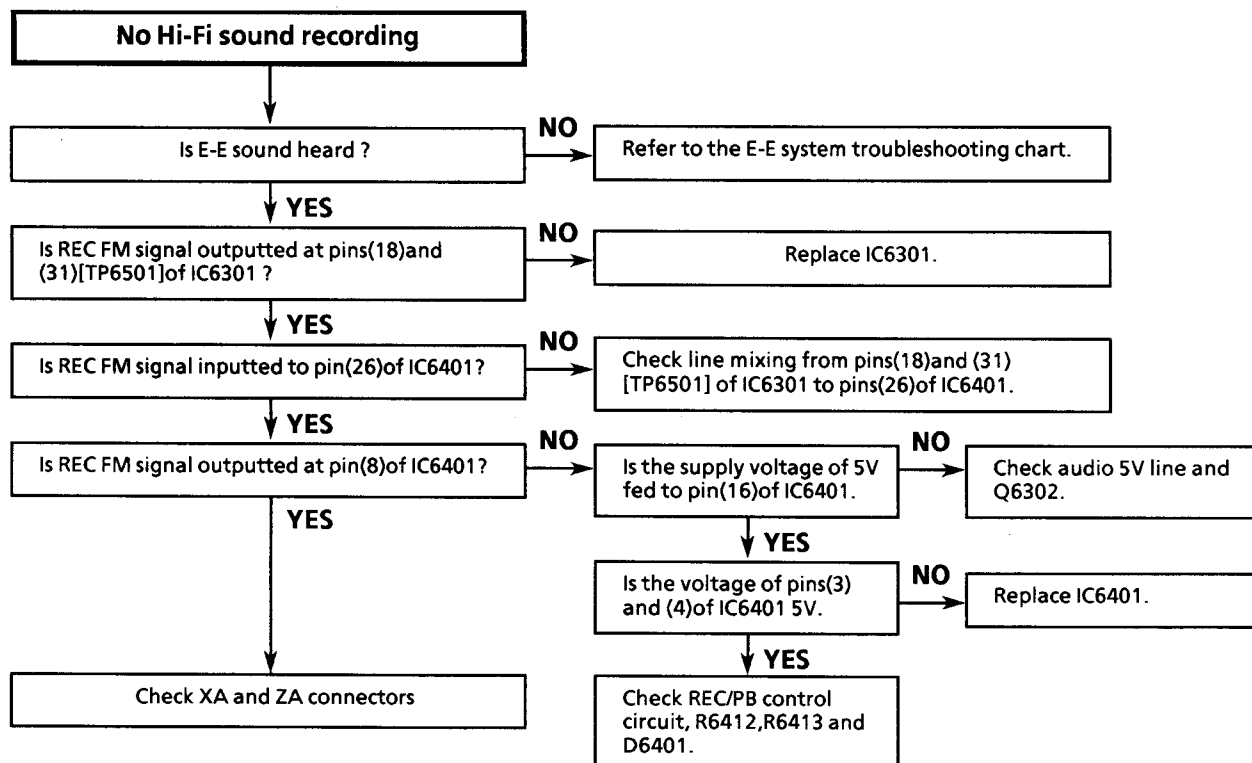 No Hi-Fi sound recording
Is E-E sound heard ?
NO
Refer to the E-E system troubleshooting chart.
YES
Is REC FM signal outputted at pins(18)and
(31)[TP6501]of IC6301 ?
NO
Replace IC6301.
YES
Is REC FM signal inputted to pin(26)of IC6401?
NO
Check line mixing from pins(18)and (31)
[TP6501] of IC6301 to pins(26)of IC6401.
YES
Is REC FM signal outputted at pin(8)of IC6401?
NO
Is the supply voltage of 5V
fed to pin(16)of IC6401.
NO
Check audio 5V line and
Q6302.
YES
YES
Is the voltage of pins(3)
and (4)of IC6401 5V.
NO
Replace IC6401.
YES
Check XA and ZA connectors
Check REC/PB control
circuit, R6412,R6413 and
D6401.